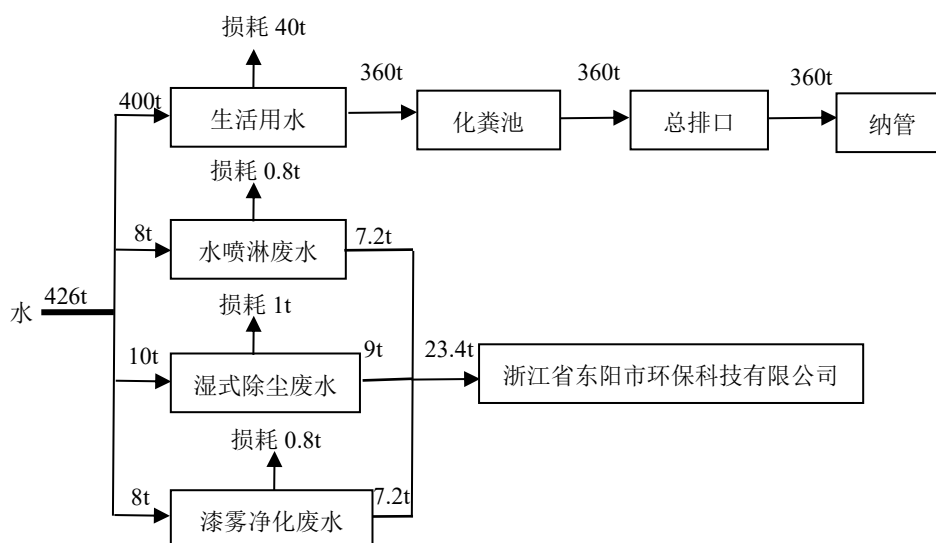 损耗 40t
400t
生活用水
360t
化粪池
360t
总排口
360t
纳管
损耗 0.8t
8t
水喷淋废水
7.2t
水
426t
损耗 1t
10t
湿式除尘废水
9t
23.4t
浙江省东阳市环保科技有限公司
损耗 0.8t
8t
漆雾净化废水
7.2t